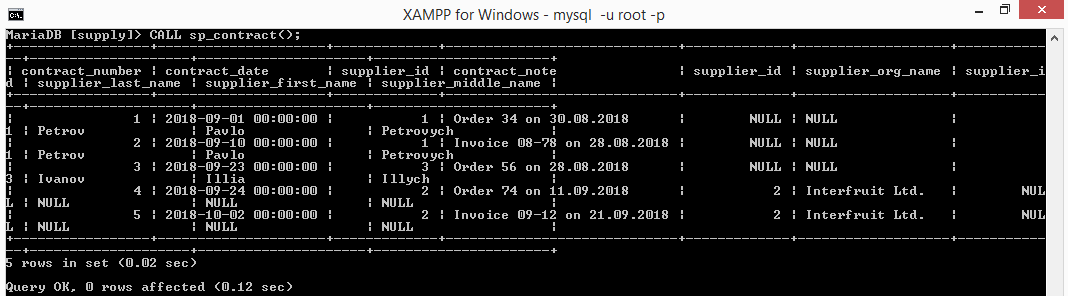 XAMPP for Windows - mysql -u root -p
MariaDB [supply]> CALL sp_contract();
| contract_number | contract_date | supplier_id | contract_note | supplier_id | supplier_org_name | supplier_i
d | supplier_last_name | supplier_first_name | supplier_middle_name |
| 1 | 2018-09-01 00:00:00 | 1 | Order 34 on 30.08.2018 | NULL | NULL |
1 | Petrov | Pavlo | Petrovych |
| 2 | 2018-09-10 00:00:00 | 1 | Invoice 08-78 on 28.08.2018 | NULL | NULL |
1 | Petrov | Pavlo | Petrovych |
| 3 | 2018-09-23 00:00:00 | 3 | Order 56 on 28.08.2018 | NULL | NULL |
3 | Ivanov | Illia | Illych |
| 4 | 2018-09-24 00:00:00 | 2 | Order 74 on 11.09.2018 | 2 | Interfruit Ltd. | NUL
L | NULL | NULL | NULL |
| 5 | 2018-10-02 00:00:00 | 2 | Invoice 09-12 on 21.09.2018 | 2 | Interfruit Ltd. | NUL
L | NULL | NULL | NULL |
5 rows in set (0.02 sec)
Query OK, 0 rows affected (0.12 sec)